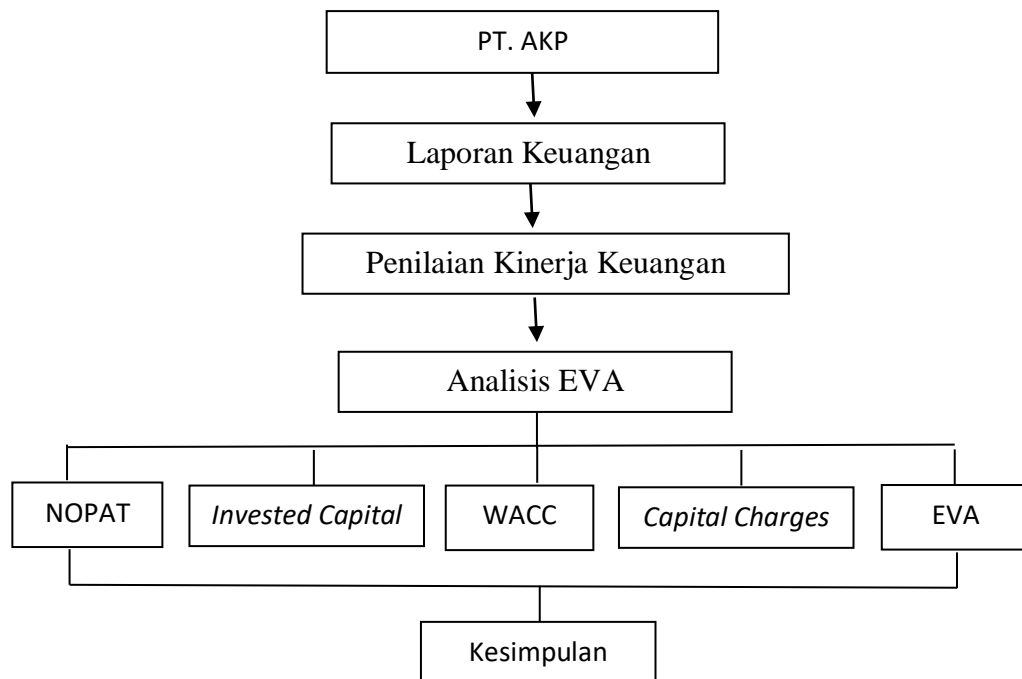 PT. AKP
Laporan Keuangan
Penilaian Kinerja Keuangan
Analisis EVA
NOPAT
Invested Capital
WACC
Capital Charges
EVA
Kesimpulan